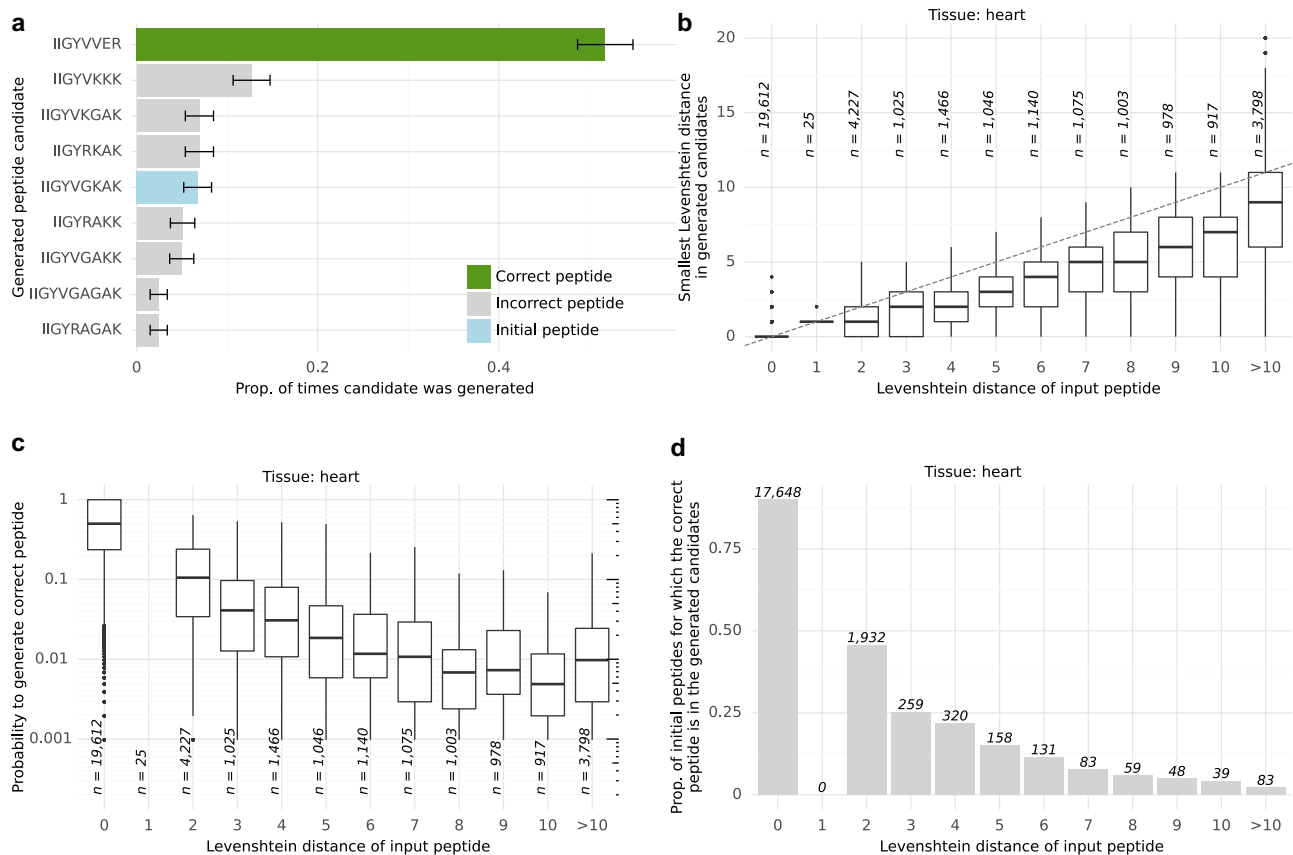 a
Generated peptide candidate
IIGYVVER
IIGYVKKK
IIGYVKGAK
IIGYRKAK
IIGYVGKAK
IIGYRAKK
IIGYVGAKK
IIGYVGAGAK
IIGYRAGAK
Correct peptide
Incorrect peptide
Initial peptide
0 0.2 0.4
Prop. of times candidate was generated
b
Tissue: heart
Smallest Levenshtein distance
in generated candidates
20
15
10
5
0
n = 19,612
n = 25
n = 4,227
n = 1,025
n = 1,466
n = 1,046
n = 1,140
n = 1,075
n = 1,003
n = 978
n = 917
n = 3,798
0 1 2 3 4 5 6 7 8 9 10 >10
Levenshtein distance of input peptide
c
Tissue: heart
Probability to generate correct peptide
1
0.1
0.01
0.001
n = 19,612
n = 25
n = 4,227
n = 1,025
n = 1,466
n = 1,046
n = 1,140
n = 1,075
n = 1,003
n = 978
n = 917
n = 3,798
0 1 2 3 4 5 6 7 8 9 10 >10
Levenshtein distance of input peptide
d
Tissue: heart
Prop. of initial peptides for which the correct
peptide is in the generated candidates
0.75
0.50
0.25
0
17,648
0
1,932
259
320
158
131
83
59
48
39
83
0 1 2 3 4 5 6 7 8 9 10 >10
Levenshtein distance of input peptide